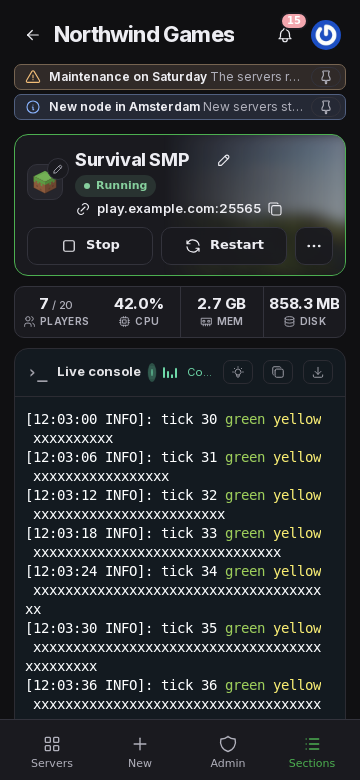 15
Northwind Games
Maintenance on Saturday The servers r...
New node in Amsterdam New servers st...
Survival SMP
Running
play.example.com:25565
Stop
Restart
7 / 20
42.0%
2.7 GB
858.3 MB
PLAYERS
CPU
MEM
DISK
Live console
Co...
[12:03:00 INFO]: tick 30 green yellow
xxxxxxxxxx
[12:03:06 INFO]: tick 31 green yellow
xxxxxxxxxxxxxxxxx
[12:03:12 INFO]: tick 32 green yellow
xxxxxxxxxxxxxxxxxxxxxxxx
[12:03:18 INFO]: tick 33 green yellow
xxxxxxxxxxxxxxxxxxxxxxxxxxxxxxx
[12:03:24 INFO]: tick 34 green yellow
xxxxxxxxxxxxxxxxxxxxxxxxxxxxxxxxxxxx
xx
[12:03:30 INFO]: tick 35 green yellow
xxxxxxxxxxxxxxxxxxxxxxxxxxxxxxxxxxxx
xxxxxxxxx
[12:03:36 INFO]: tick 36 green yellow
xxxxxxxxxxxxxxxxxxxxxxxxxxxxxxxxxxxx
Servers
New
Admin
Sections